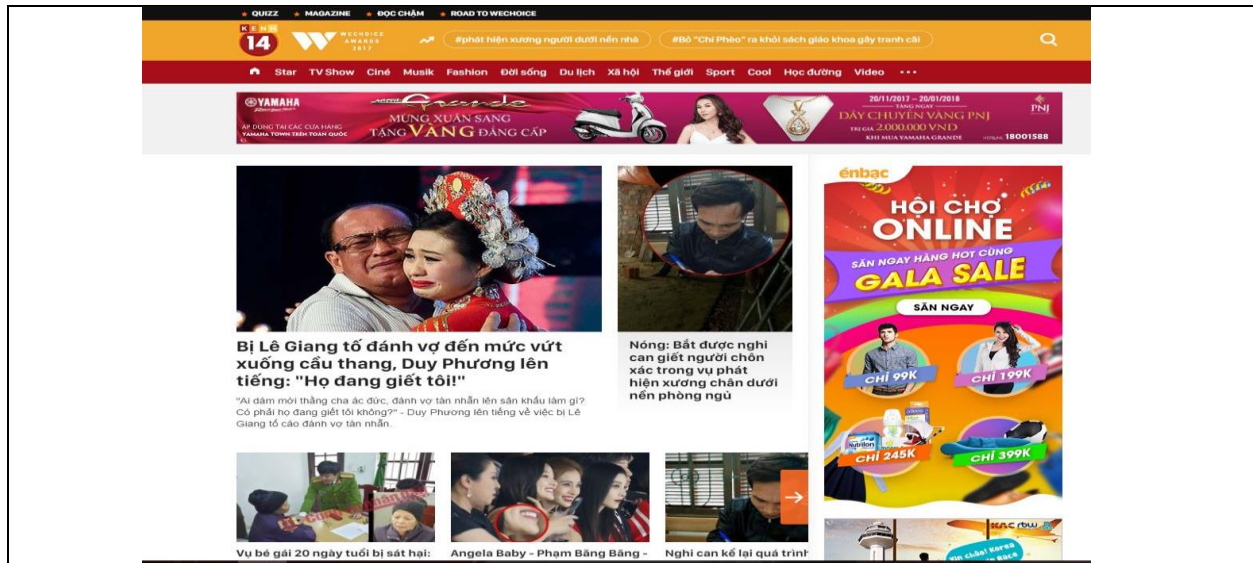 QUIZZ MAGAZINE ĐỌC CHẬM ROAD TO WECHOICE
KENH
14
WECHOICE
AWARDS
2017
#phát hiện xương người dưới nền nhà
#Bỏ "Chí Phèo" ra khỏi sách giáo khoa gây tranh cãi
Star TV Show Ciné Musik Fashion Đời sống Du lịch Xã hội Thế giới Sport Cool Học đường Video
YAMAHA
ÁP DỤNG TẠI CÁC CỬA HÀNG
YAMAHA TOWN TRÊN TOÀN QUỐC
Grande
MỪNG XUÂN SANG
TẶNG VÀNG ĐẲNG CẤP
20/11/2017 - 20/01/2018
TẶNG NGAY
DÂY CHUYỀN VÀNG PNJ
TRỊ GIÁ 2.000.000 VND
KHI MUA YAMAHA GRANDE
PNJ
HOTLINE 18001588
Bị Lê Giang tố đánh vợ đến mức vứt
xuống cầu thang, Duy Phương lên
tiếng: "Họ đang giết tôi!"
"Ai dám mời thằng cha ác đức, đánh vợ tàn nhẫn lên sân khấu làm gì?
Có phải họ đang giết tôi không?" - Duy Phương lên tiếng về việc bị Lê
Giang tố cáo đánh vợ tàn nhẫn.
Nóng: Bắt được nghi
can giết người chôn
xác trong vụ phát
hiện xương chân dưới
nền phòng ngủ
énbạc
HỘI CHỢ
ONLINE
SĂN NGAY HÀNG HOT CÙNG
GALA SALE
SĂN NGAY
CHỈ 99K
CHỈ 199K
Nutrilon
CHỈ 245K
CHỈ 399K
Vụ bé gái 20 ngày tuổi bị sát hại:
Angela Baby - Phạm Băng Băng -
Nghi can kể lại quá trình
Xin chào! Korea